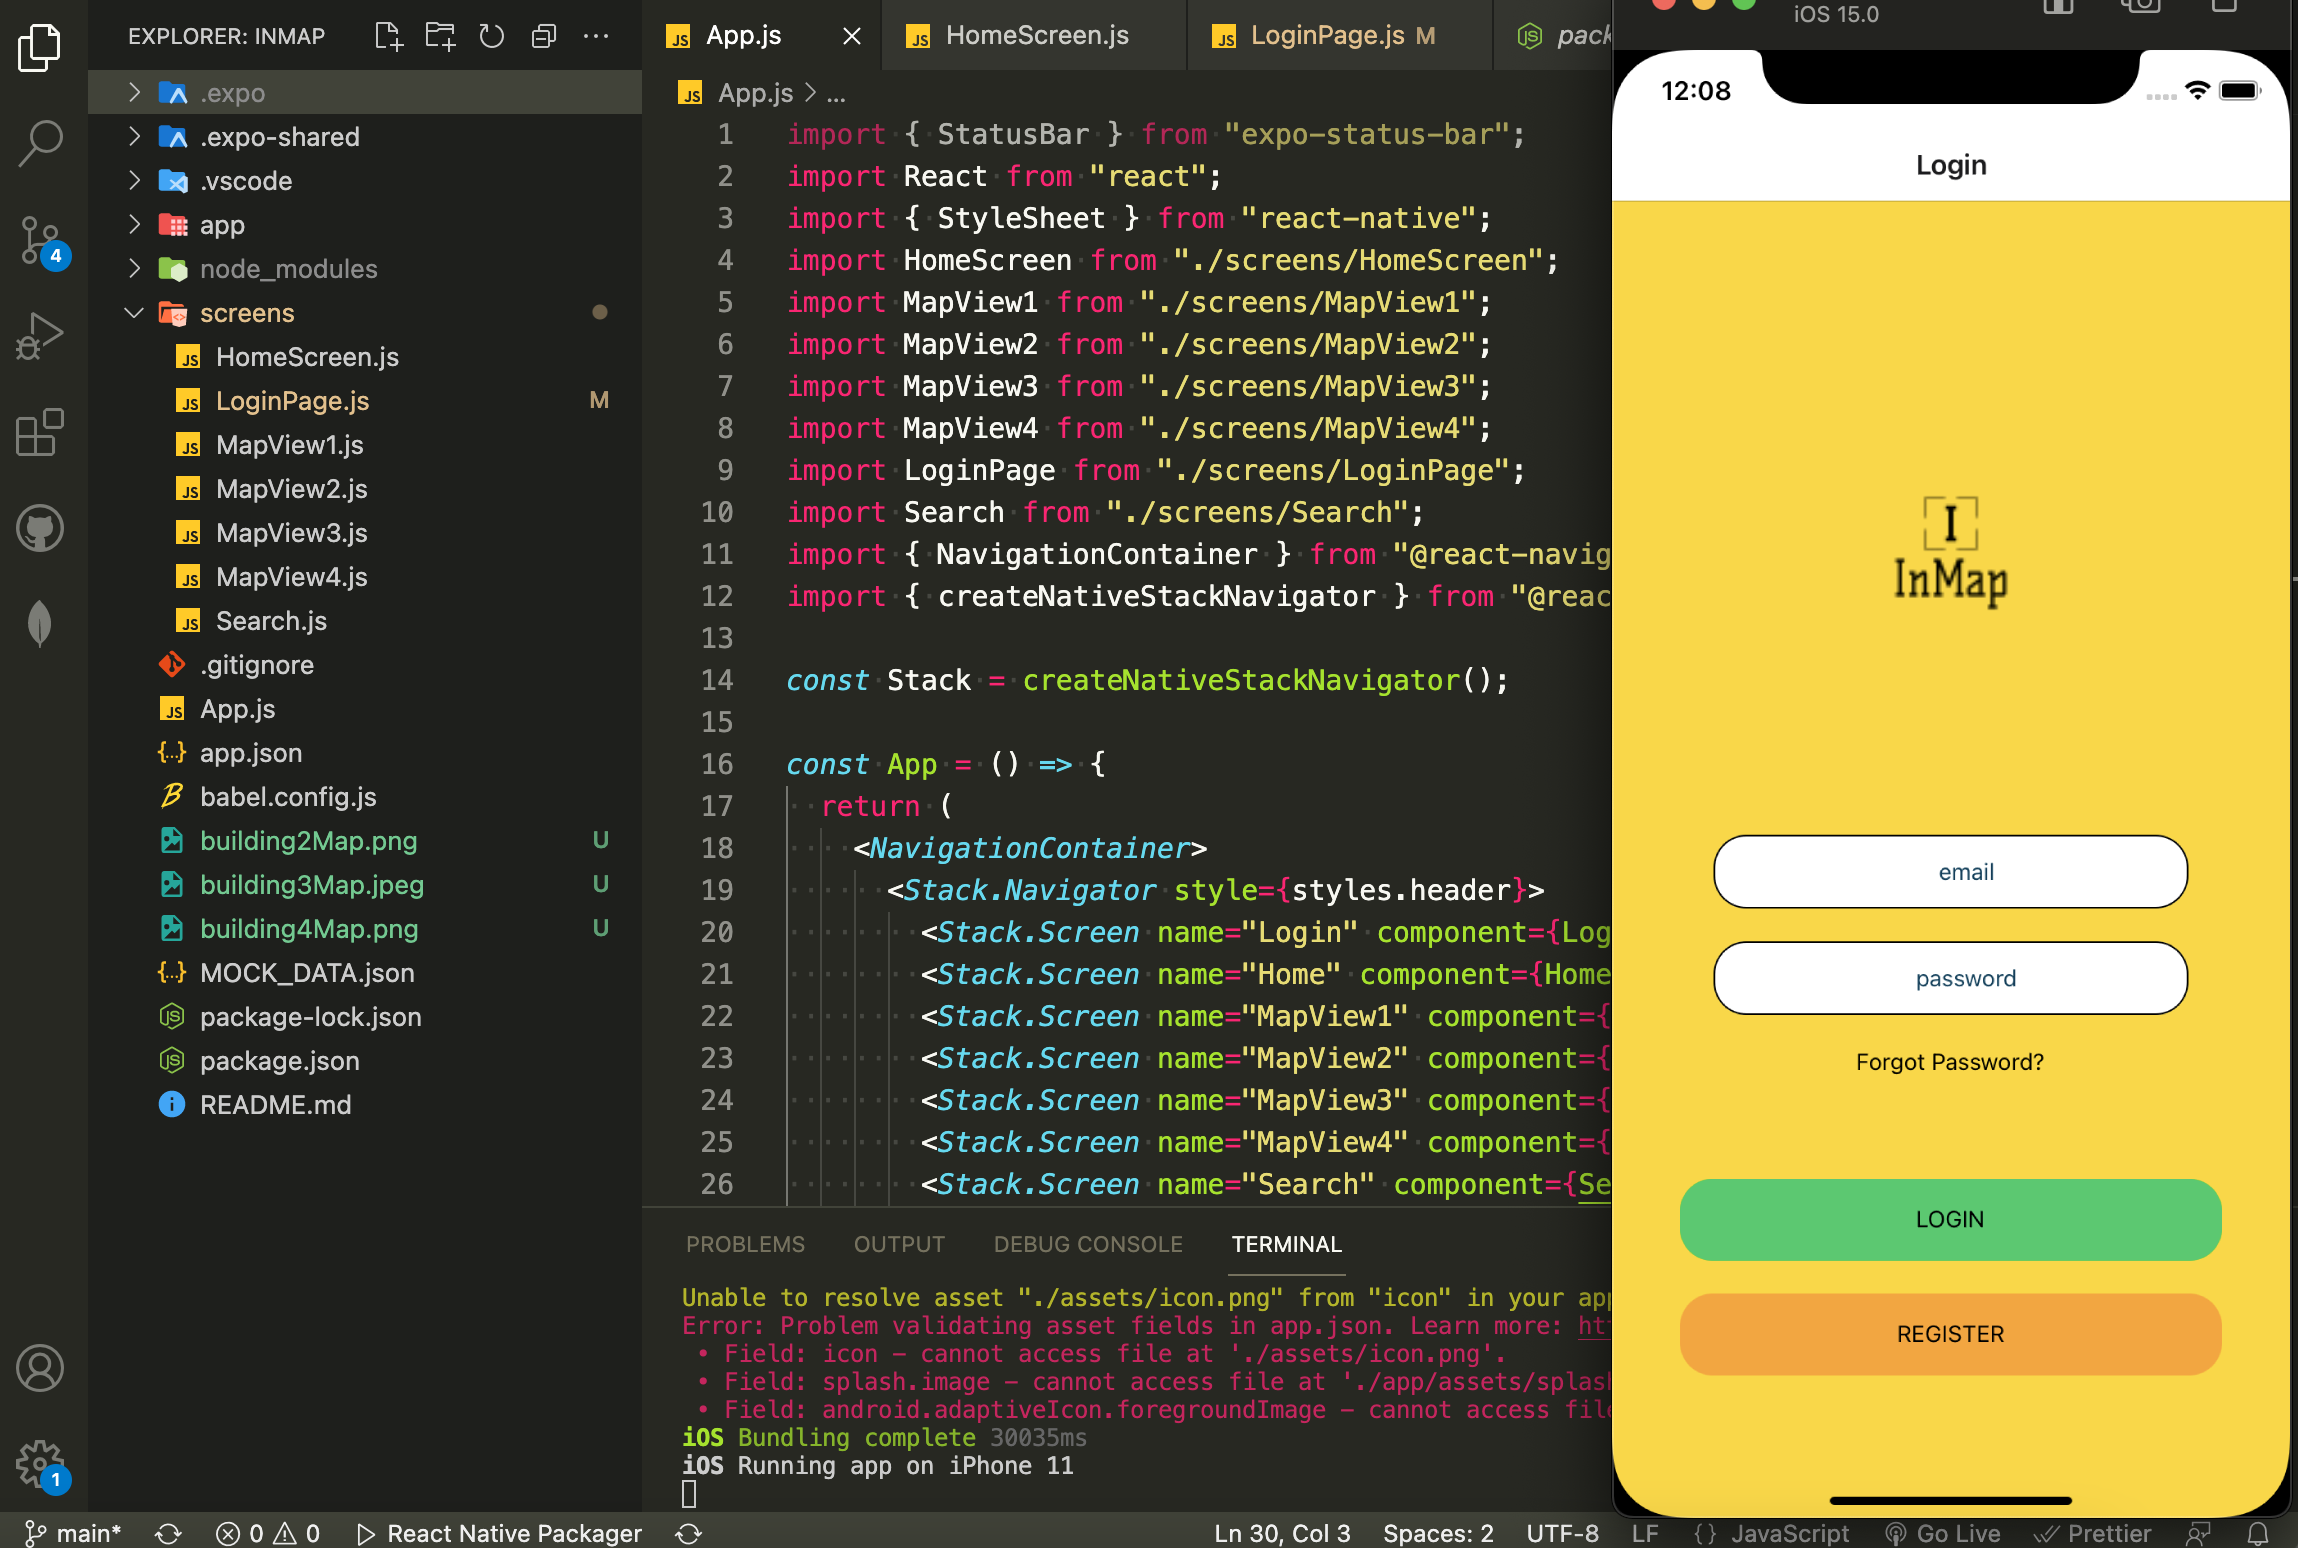 EXPLORER: INMAP
.expo
.expo-shared
.vscode
app
node_modules
screens
HomeScreen.js
LoginPage.js M
MapView1.js
MapView2.js
MapView3.js
MapView4.js
Search.js
.gitignore
App.js
app.json
babel.config.js
building2Map.png U
building3Map.jpeg U
building4Map.png U
MOCK_DATA.json
package-lock.json
package.json
README.md
4
1
App.js
HomeScreen.js
LoginPage.js M
pack
App.js > ...
1 import { StatusBar } from "expo-status-bar";
2 import React from "react";
3 import { StyleSheet } from "react-native";
4 import HomeScreen from "./screens/HomeScreen";
5 import MapView1 from "./screens/MapView1";
6 import MapView2 from "./screens/MapView2";
7 import MapView3 from "./screens/MapView3";
8 import MapView4 from "./screens/MapView4";
9 import LoginPage from "./screens/LoginPage";
10 import Search from "./screens/Search";
11 import { NavigationContainer } from "@react-navig
12 import { createNativeStackNavigator } from "@reac
13
14 const Stack = createNativeStackNavigator();
15
16 const App = () => {
17 return (
18 <NavigationContainer>
19 <Stack.Navigator style={styles.header}>
20 <Stack.Screen name="Login" component={Log
21 <Stack.Screen name="Home" component={Home
22 <Stack.Screen name="MapView1" component={
23 <Stack.Screen name="MapView2" component={
24 <Stack.Screen name="MapView3" component={
25 <Stack.Screen name="MapView4" component={
26 <Stack.Screen name="Search" component={Se
PROBLEMS OUTPUT DEBUG CONSOLE TERMINAL
Unable to resolve asset "./assets/icon.png" from "icon" in your app
Error: Problem validating asset fields in app.json. Learn more: ht
• Field: icon - cannot access file at './assets/icon.png'.
• Field: splash.image - cannot access file at './app/assets/splas
• Field: android.adaptiveIcon.foregroundImage - cannot access file
iOS Bundling complete 30035ms
iOS Running app on iPhone 11
iOS 15.0
12:08
Login
I
InMap
email
password
Forgot Password?
LOGIN
REGISTER
main* 0 0 React Native Packager Ln 30, Col 3 Spaces: 2 UTF-8 LF {} JavaScript Go Live Prettier